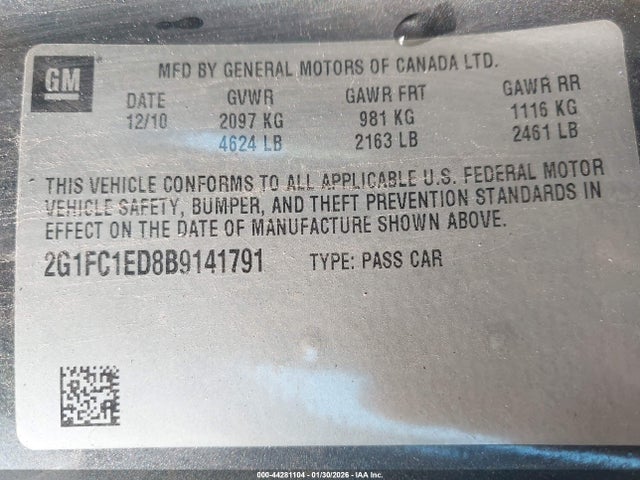 GM
MFD BY GENERAL MOTORS OF CANADA LTD.
DATE GVWR GAWR FRT GAWR RR
12/10 2097 KG 981 KG 1116 KG
4624 LB 2163 LB 2461 LB
THIS VEHICLE CONFORMS TO ALL APPLICABLE U.S. FEDERAL MOTOR
VEHICLE SAFETY, BUMPER, AND THEFT PREVENTION STANDARDS IN
EFFECT ON THE DATE OF MANUFACTURE SHOWN ABOVE.
2G1FC1ED8B9141791 TYPE: PASS CAR
000-44281104 - 01/30/2026 - IAA Inc.